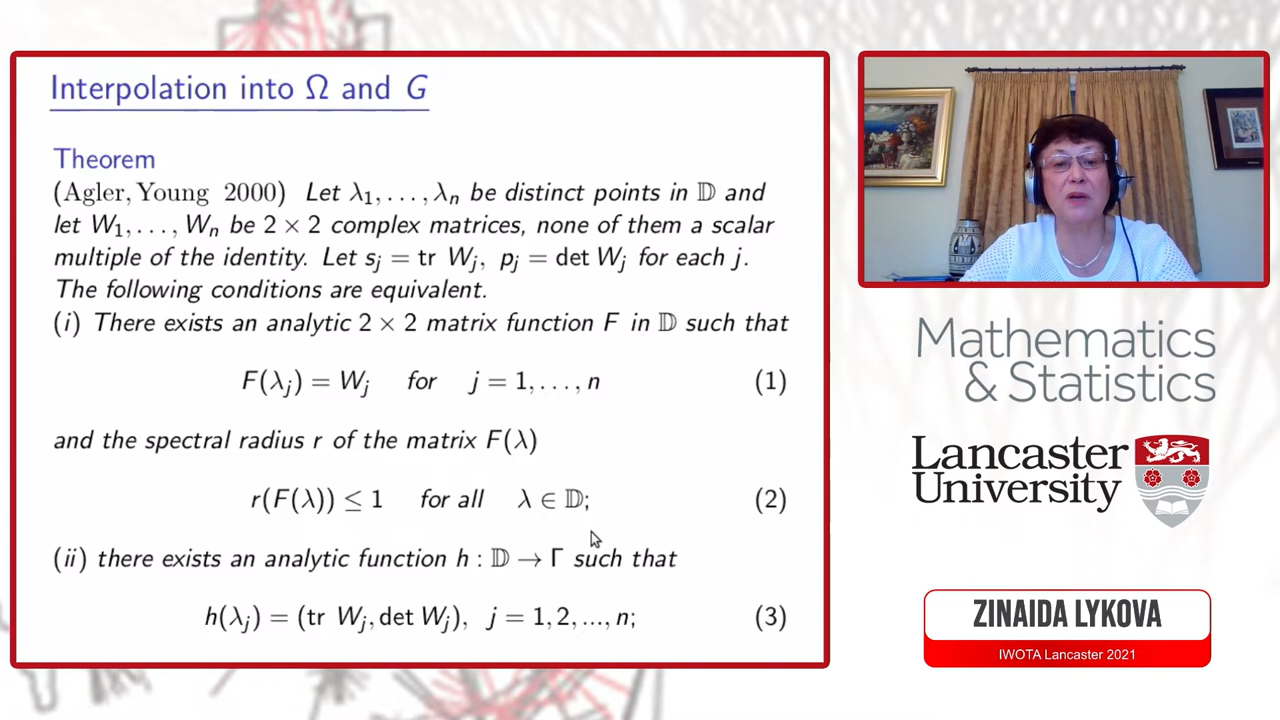 Interpolation into Ω and G
Theorem
(Agler, Young 2000) Let λ₁, . . . , λₙ be distinct points in 𝔻 and
let W₁, . . . , Wₙ be 2 × 2 complex matrices, none of them a scalar
multiple of the identity. Let sⱼ = tr Wⱼ, pⱼ = det Wⱼ for each j.
The following conditions are equivalent.
(i) There exists an analytic 2 × 2 matrix function F in 𝔻 such that
F(λⱼ) = Wⱼ for j = 1, . . . , n (1)
and the spectral radius r of the matrix F(λ)
r(F(λ)) ≤ 1 for all λ ∈ 𝔻; (2)
(ii) there exists an analytic function h : 𝔻 → Γ such that
h(λⱼ) = (tr Wⱼ, det Wⱼ), j = 1, 2, ..., n; (3)
Mathematics
& Statistics
Lancaster
University
ZINAIDA LYKOVA
IWOTA Lancaster 2021